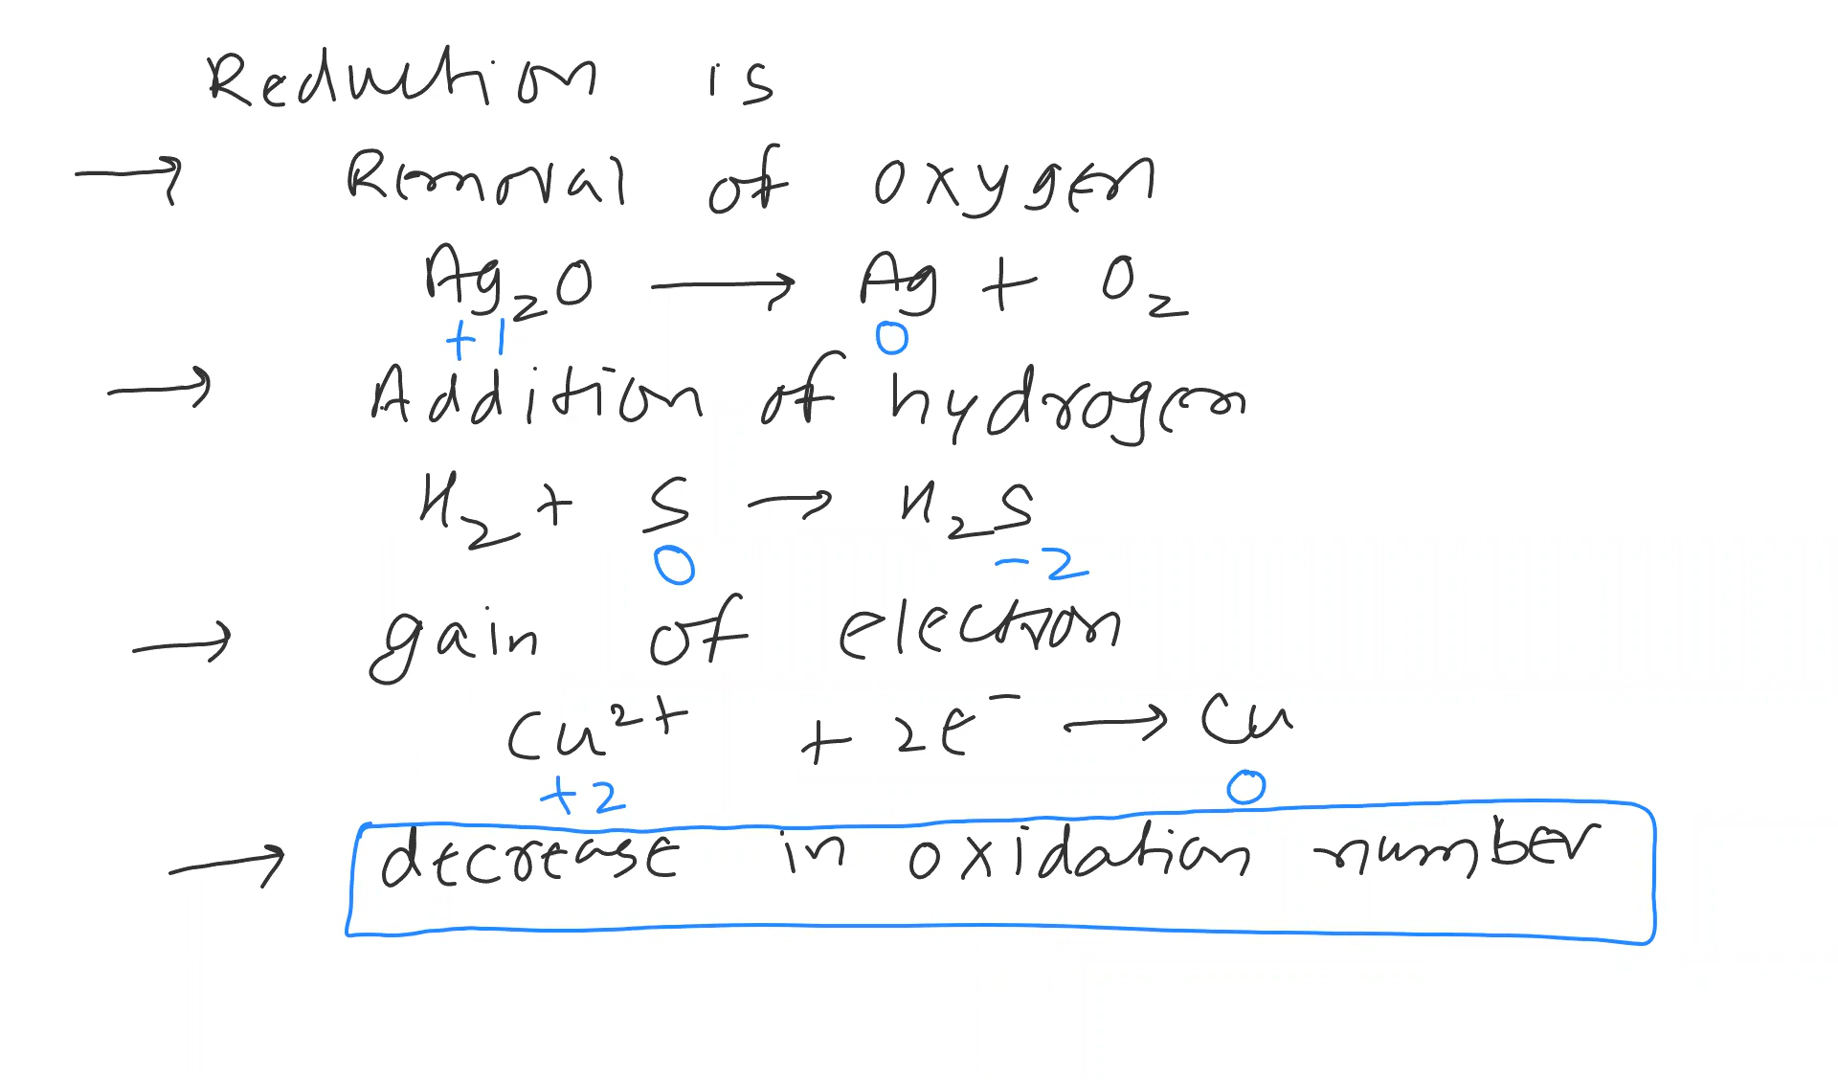 Reduction is
→ Removal of oxygen
Ag₂O → Ag + O₂
+1 0
→ Addition of hydrogen
H₂ + S → H₂S
0 -2
→ gain of electron
Cu²⁺ + 2e⁻ → Cu
+2 0
→ decrease in oxidation number